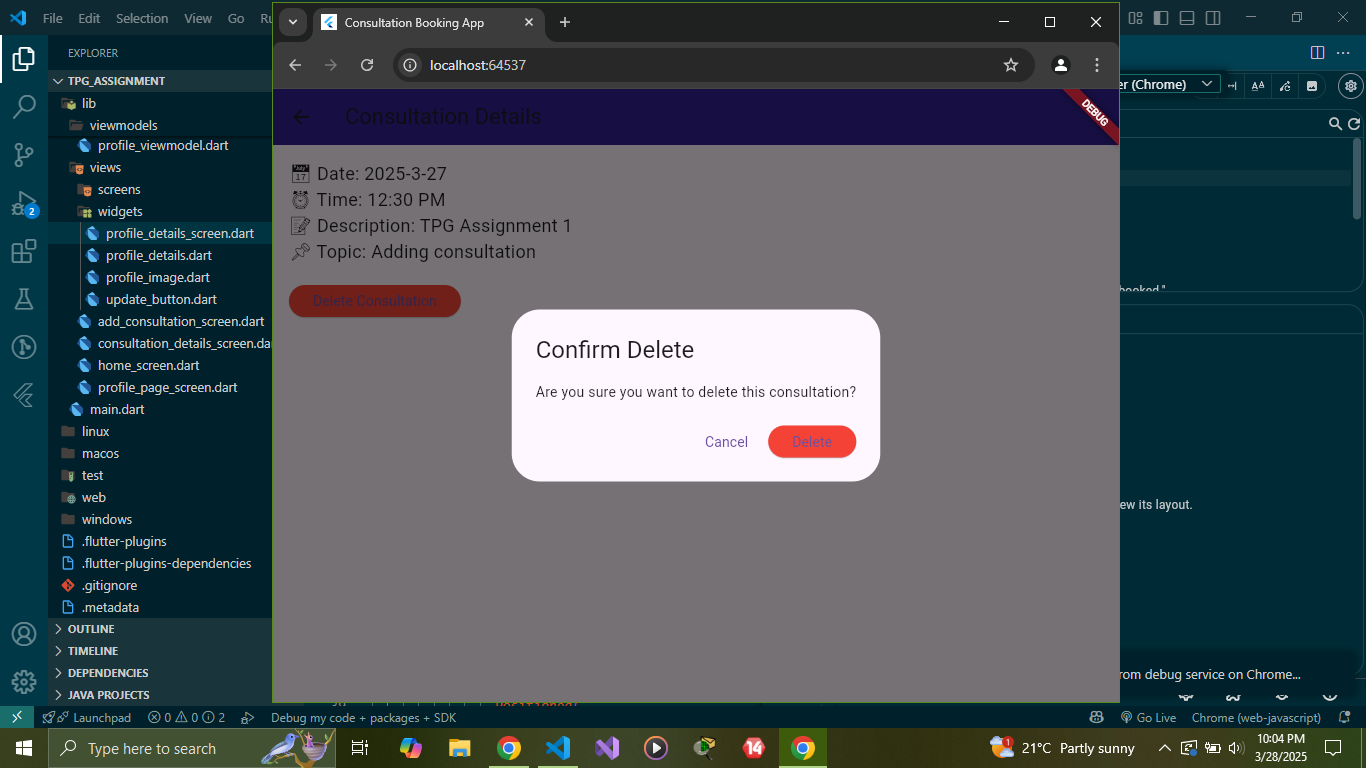 File Edit Selection View Go Ru
Consultation Booking App
localhost:64537
EXPLORER
TPG_ASSIGNMENT
lib
viewmodels
profile_viewmodel.dart
views
screens
widgets
profile_details_screen.dart
profile_details.dart
profile_image.dart
update_button.dart
add_consultation_screen.dart
consultation_details_screen.da
home_screen.dart
profile_page_screen.dart
main.dart
linux
macos
test
web
windows
.flutter-plugins
.flutter-plugins-dependencies
.gitignore
.metadata
OUTLINE
TIMELINE
DEPENDENCIES
JAVA PROJECTS
2
Consultation Details
DEBUG
17
Date: 2025-3-27
Time: 12:30 PM
Description: TPG Assignment 1
Topic: Adding consultation
Delete Consultation
Confirm Delete
Are you sure you want to delete this consultation?
Cancel Delete
er (Chrome)
booked."
ew its layout.
rom debug service on Chrome...
Launchpad 0 0 2 Debug my code + packages + SDK Go Live Chrome (web-javascript)
Type here to search
14
1
21°C Partly sunny
10:04 PM
3/28/2025